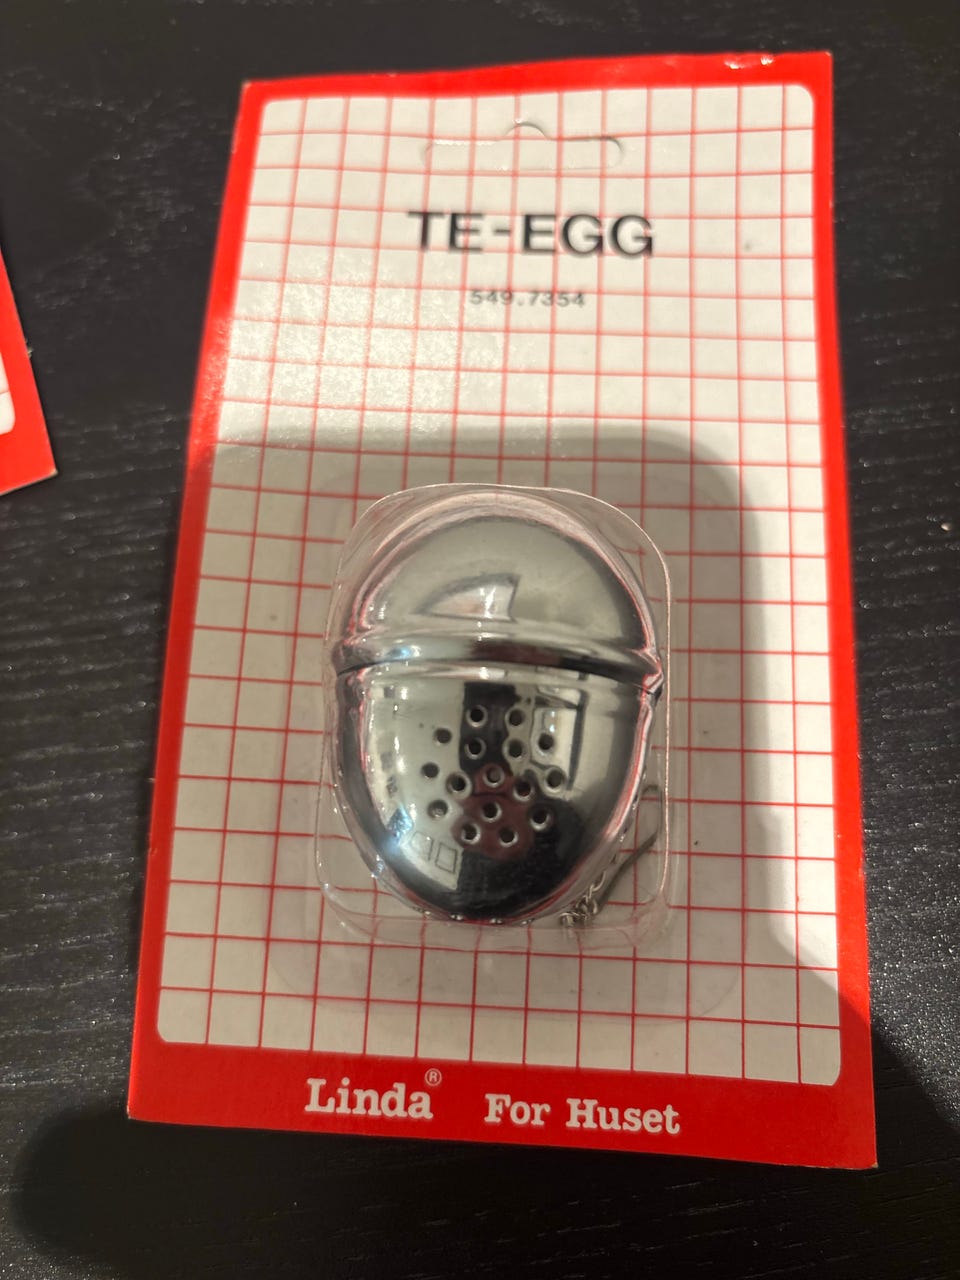 TE-EGG
549.7354
Linda® For Huset